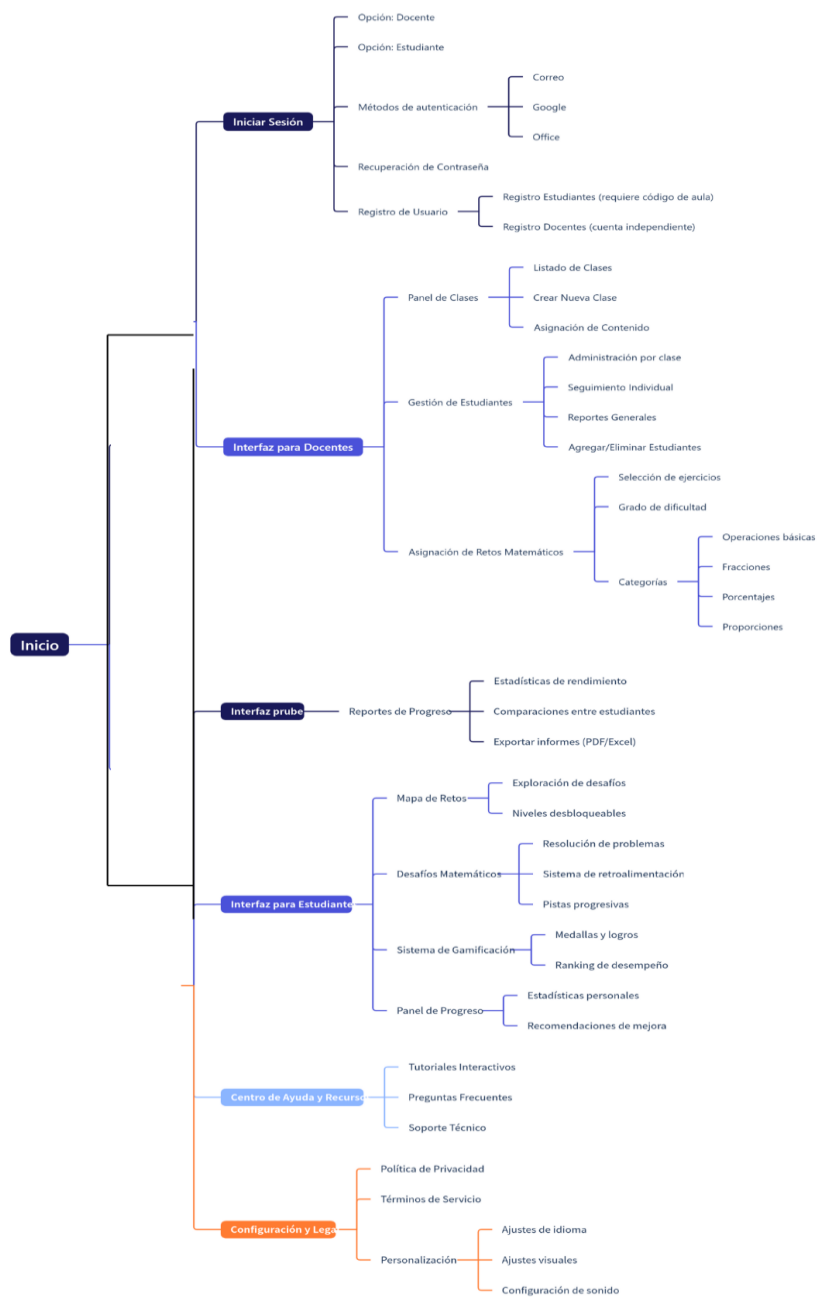 Inicio
Iniciar Sesión
Opción: Docente
Opción: Estudiante
Métodos de autenticación
Correo
Google
Office
Recuperación de Contraseña
Registro de Usuario
Registro Estudiantes (requiere código de aula)
Registro Docentes (cuenta independiente)
Interfaz para Docentes
Panel de Clases
Listado de Clases
Crear Nueva Clase
Asignación de Contenido
Gestión de Estudiantes
Administración por clase
Seguimiento Individual
Reportes Generales
Agregar/Eliminar Estudiantes
Asignación de Retos Matemáticos
Selección de ejercicios
Grado de dificultad
Categorías
Operaciones básicas
Fracciones
Porcentajes
Proporciones
Interfaz prube
Reportes de Progreso
Estadísticas de rendimiento
Comparaciones entre estudiantes
Exportar informes (PDF/Excel)
Interfaz para Estudiante
Mapa de Retos
Exploración de desafíos
Niveles desbloqueables
Desafíos Matemáticos
Resolución de problemas
Sistema de retroalimentación
Pistas progresivas
Sistema de Gamificación
Medallas y logros
Ranking de desempeño
Panel de Progreso
Estadísticas personales
Recomendaciones de mejora
Centro de Ayuda y Recurso
Tutoriales Interactivos
Preguntas Frecuentes
Soporte Técnico
Configuración y Lega
Política de Privacidad
Términos de Servicio
Personalización
Ajustes de idioma
Ajustes visuales
Configuración de sonido